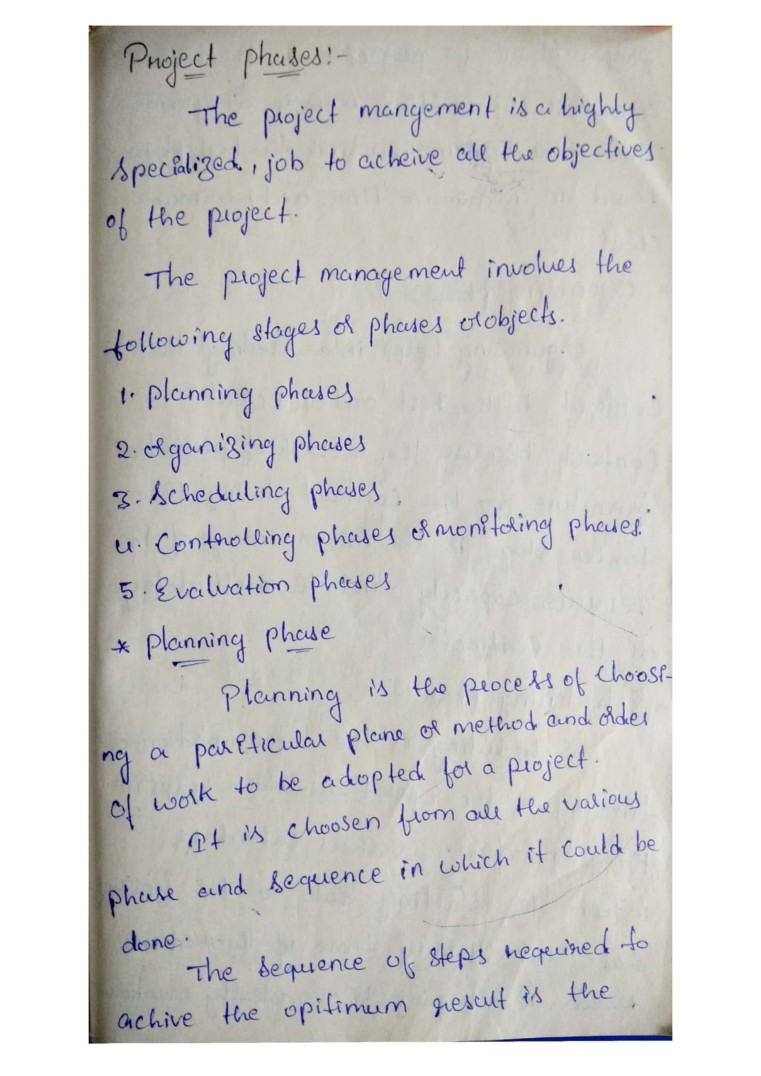 Project phases:-
The project mangement is a highly
specialized, job to acheive all the objectives
of the project.
The project management involves the
following stages or phases or objects.
1. planning phases
2. organizing phases
3. Scheduling phases
4. Controlling phases or monitoring phases.
5. Evalvation phases
* planning phase
Planning is the process of Choosi-
ng a particular plane or method and order
of work to be adopted for a project.
It is choosen from all the various
phase and sequence in which it Could be
done.
The sequence of steps required to
achive the opitimum result is the